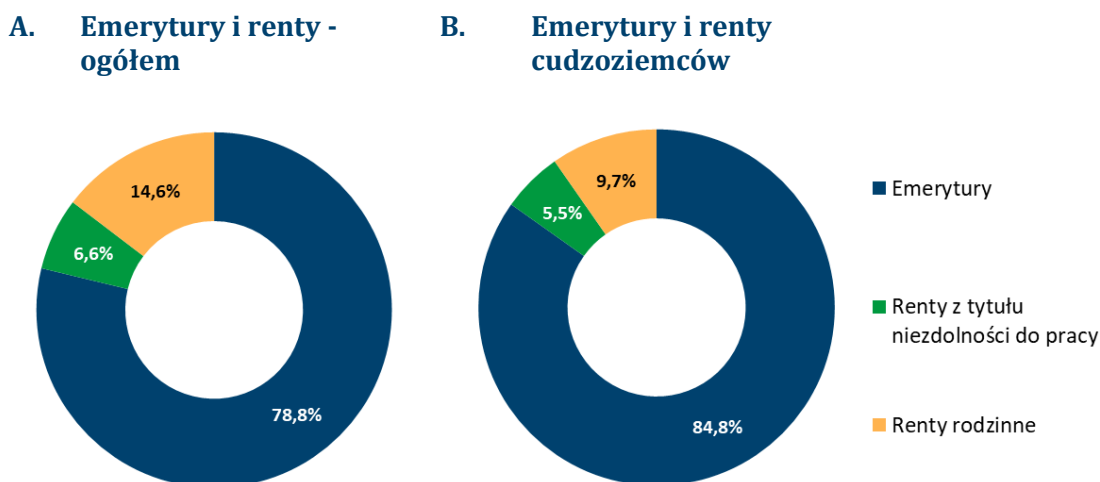 A. Emerytury i renty -
ogółem
B. Emerytury i renty
cudzoziemców
14,6%
6,6%
78,8%
9,7%
5,5%
84,8%
Emerytury
Renty z tytułu
niezdolności do pracy
Renty rodzinne